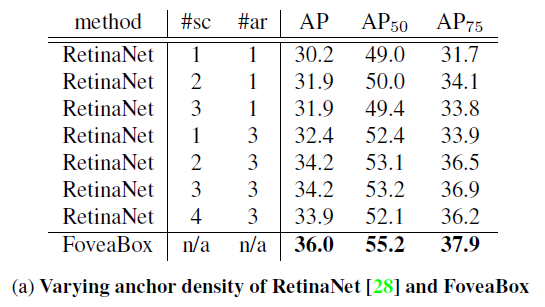 method #sc #ar AP AP50 AP75
RetinaNet 1 1 30.2 49.0 31.7
RetinaNet 2 1 31.9 50.0 34.1
RetinaNet 3 1 31.9 49.4 33.8
RetinaNet 1 3 32.4 52.4 33.9
RetinaNet 2 3 34.2 53.1 36.5
RetinaNet 3 3 34.2 53.2 36.9
RetinaNet 4 3 33.9 52.1 36.2
FoveaBox n/a n/a 36.0 55.2 37.9
(a) Varying anchor density of RetinaNet [28] and FoveaBox